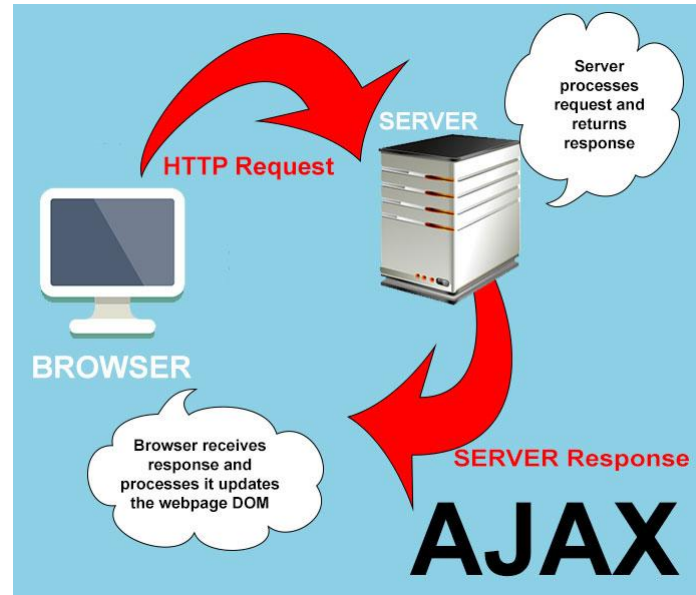 Server
processes
request and
returns
response
SERVER
HTTP Request
BROWSER
Browser receives
response and
processes it updates
the webpage DOM
SERVER Response
AJAX